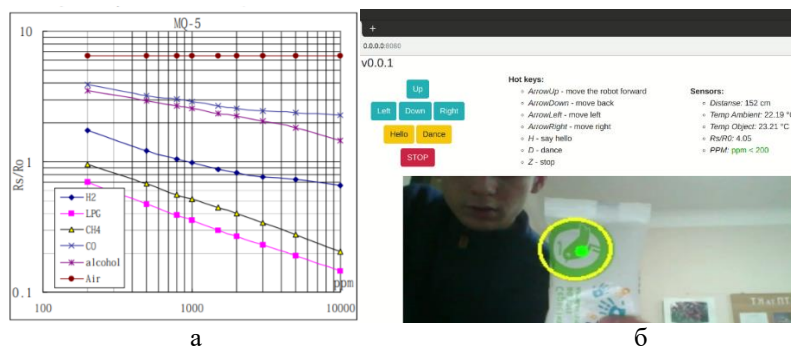 MQ-5
10
1
0.1
Rs/Ro
H2
LPG
CH4
CO
alcohol
Air
ppm
100
1000
10000
а
+
0.0.0.0:8080
v0.0.1
Up
Left Down Right
Hello Dance
STOP
Hot keys:
ArrowUp - move the robot forward
ArrowDown - move back
ArrowLeft - move left
ArrowRight - move right
H - say hello
D - dance
Z - stop
Sensors:
Distanse: 152 cm
Temp Ambient: 22.19 °C
Temp Object: 23.21 °C
Rs/R0: 4.05
PPM: ppm < 200
б